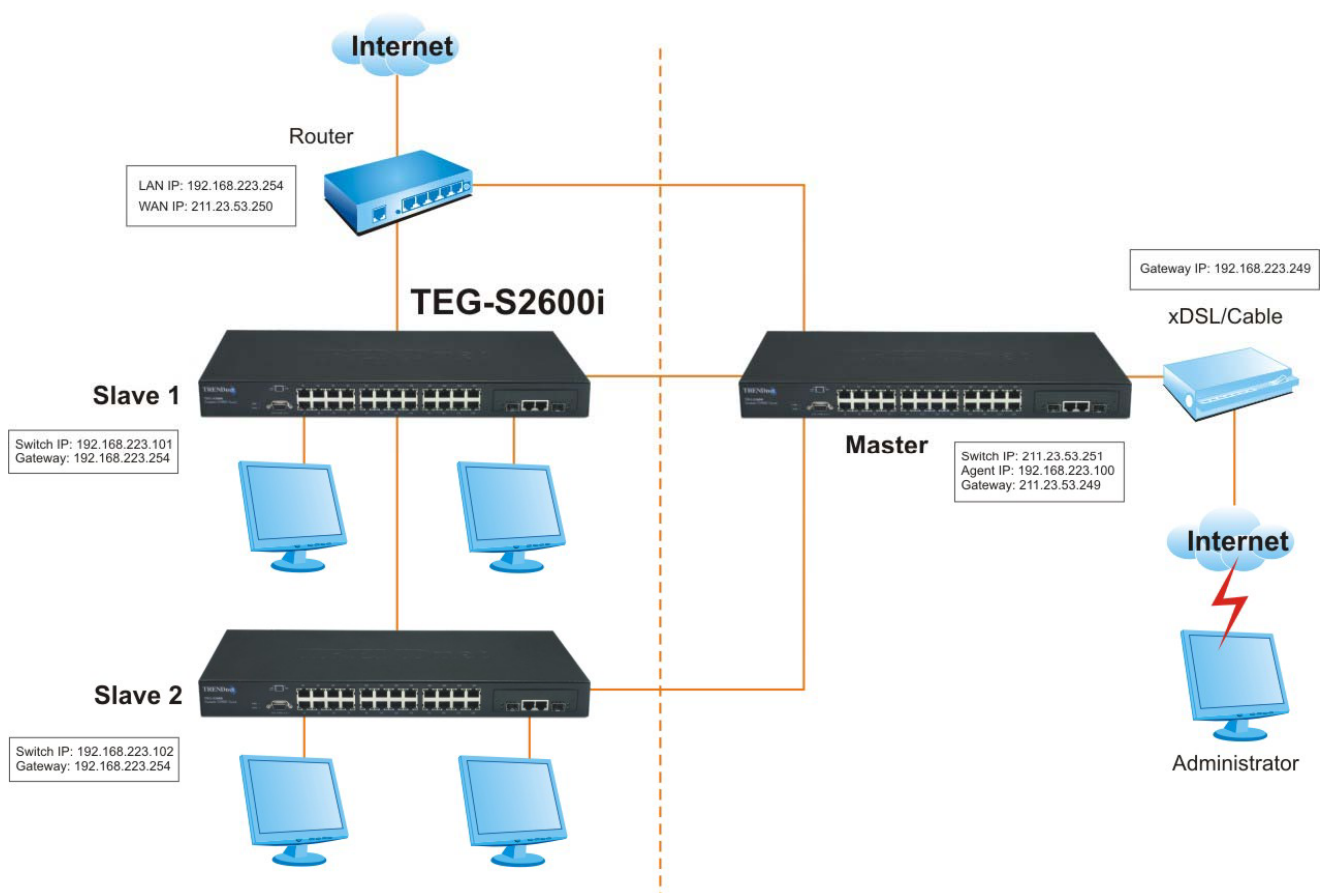 Internet
Router
LAN IP: 192.168.223.254
WAN IP: 211.23.53.250
TEG-S2600i
Gateway IP: 192.168.223.249
xDSL/Cable
TRENDnet
TRENDnet
Slave 1
Switch IP: 192.168.223.101
Gateway: 192.168.223.254
Master
Switch IP: 211.23.53.251
Agent IP: 192.168.223.100
Gateway: 211.23.53.249
Internet
TRENDnet
Slave 2
Switch IP: 192.168.223.102
Gateway: 192.168.223.254
Administrator